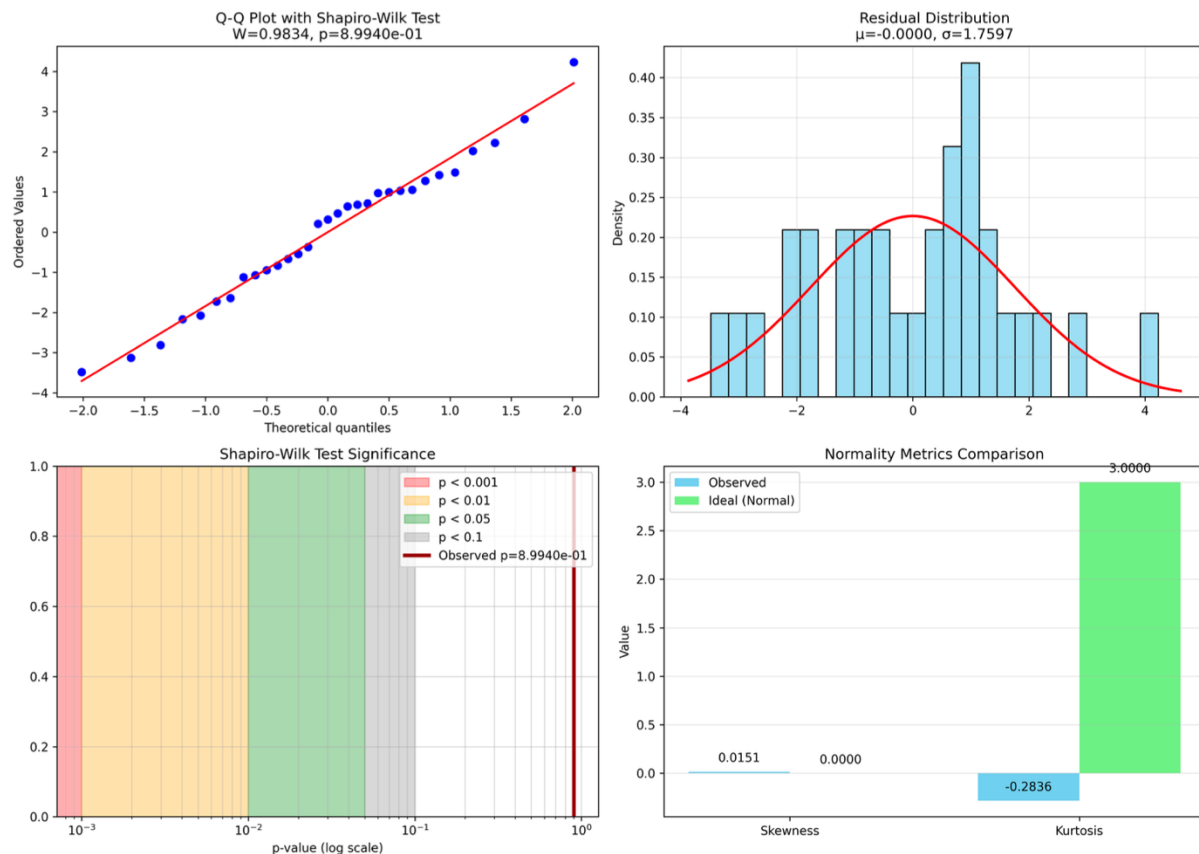 Q-Q Plot with Shapiro-Wilk Test
W=0.9834, p=8.9940e-01
Ordered Values
4
3
2
1
0
−1
−2
−3
−4
−2.0
−1.5
−1.0
−0.5
0.0
0.5
1.0
1.5
2.0
Theoretical quantiles
Residual Distribution
μ=-0.0000, σ=1.7597
Density
0.40
0.35
0.30
0.25
0.20
0.15
0.10
0.05
0.00
−4
−2
0
2
4
Shapiro-Wilk Test Significance
1.0
0.8
0.6
0.4
0.2
0.0
p < 0.001
p < 0.01
p < 0.05
p < 0.1
Observed p=8.9940e-01
10⁻³
10⁻²
10⁻¹
10⁰
p-value (log scale)
Normality Metrics Comparison
Value
3.0
2.5
2.0
1.5
1.0
0.5
0.0
Observed
Ideal (Normal)
3.0000
0.0151
0.0000
-0.2836
Skewness
Kurtosis